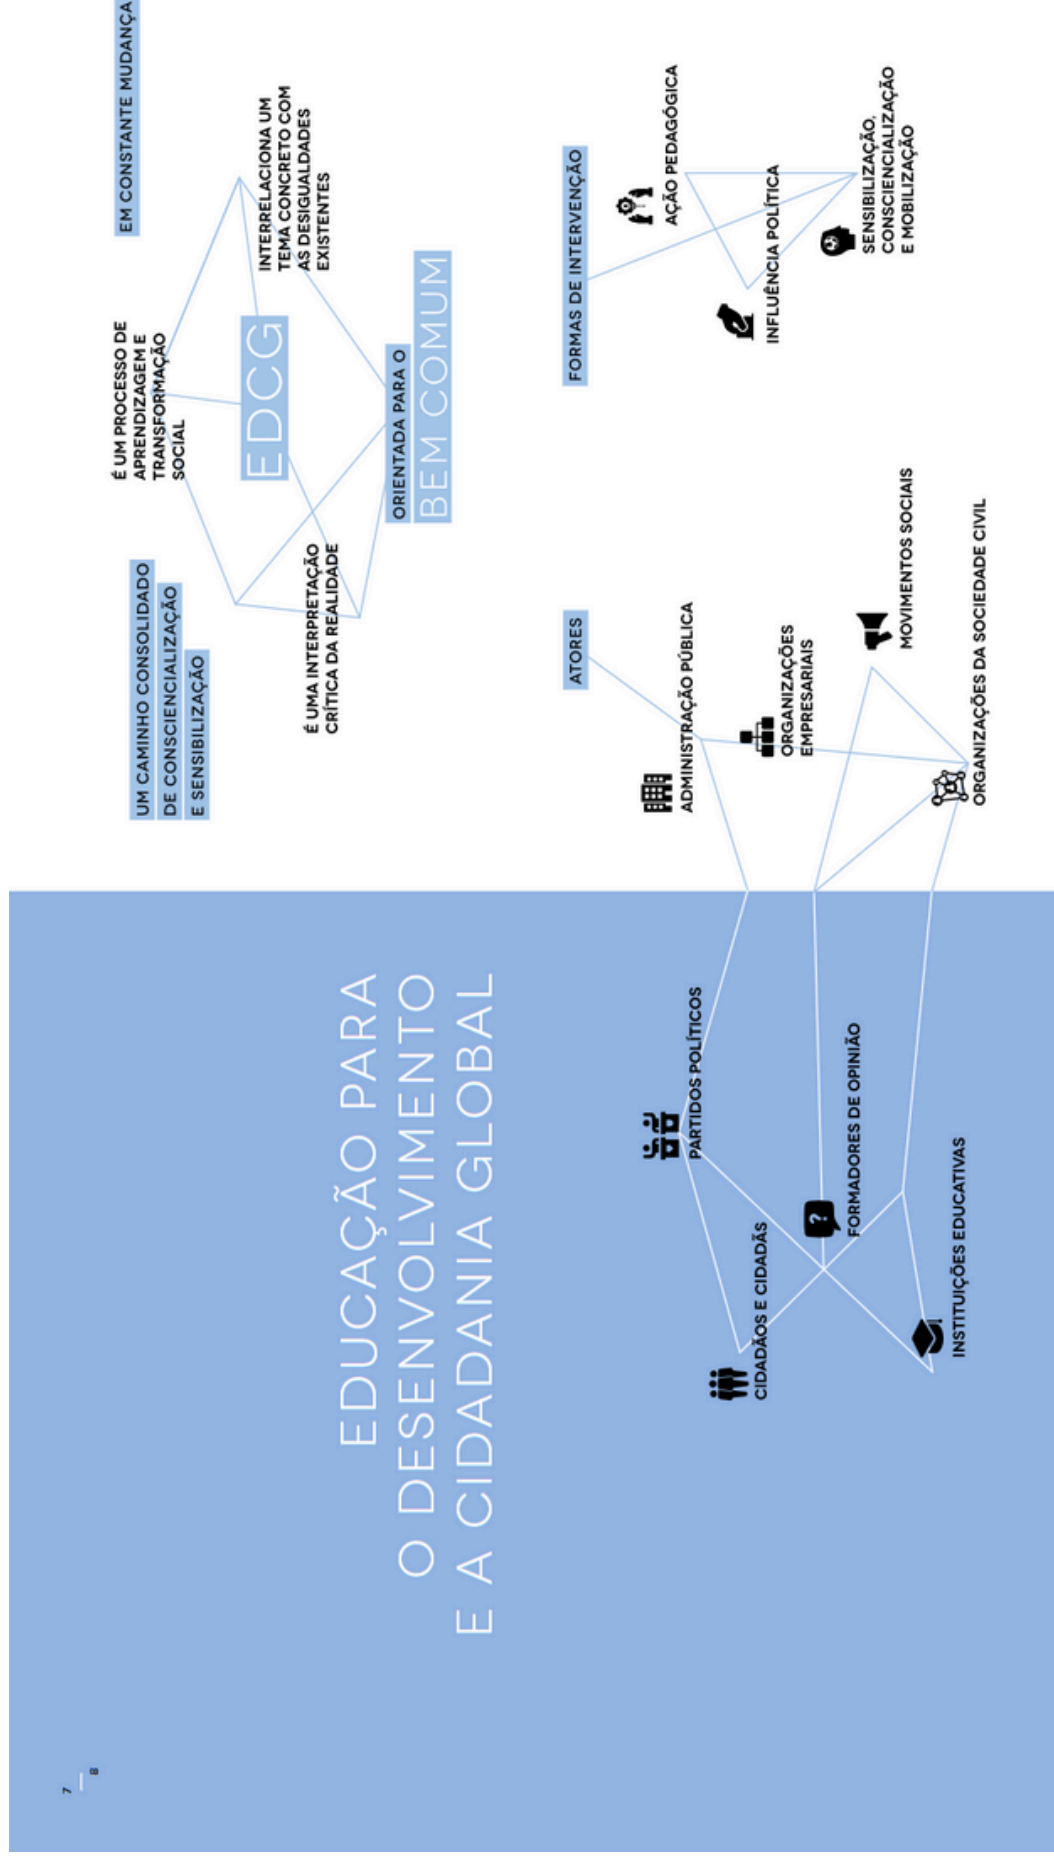 7
8
EDUCAÇÃO PARA
O DESENVOLVIMENTO
E A CIDADANIA GLOBAL
UM CAMINHO CONSOLIDADO
DE CONSCIENCIALIZAÇÃO
E SENSIBILIZAÇÃO
É UM PROCESSO DE
APRENDIZAGEM E
TRANSFORMAÇÃO
SOCIAL
EM CONSTANTE MUDANÇA
EDCG
INTERRELACIONA UM
TEMA CONCRETO COM
AS DESIGUALDADES
EXISTENTES
É UMA INTERPRETAÇÃO
CRÍTICA DA REALIDADE
ORIENTADA PARA O
BEM COMUM
ATORES
ADMINISTRAÇÃO PÚBLICA
ORGANIZAÇÕES
EMPRESARIAIS
MOVIMENTOS SOCIAIS
ORGANIZAÇÕES DA SOCIEDADE CIVIL
PARTIDOS POLÍTICOS
CIDADÃOS E CIDADÃS
?
FORMADORES DE OPINIÃO
INSTITUIÇÕES EDUCATIVAS
FORMAS DE INTERVENÇÃO
AÇÃO PEDAGÓGICA
INFLUÊNCIA POLÍTICA
SENSIBILIZAÇÃO,
CONSCIENCIALIZAÇÃO
E MOBILIZAÇÃO